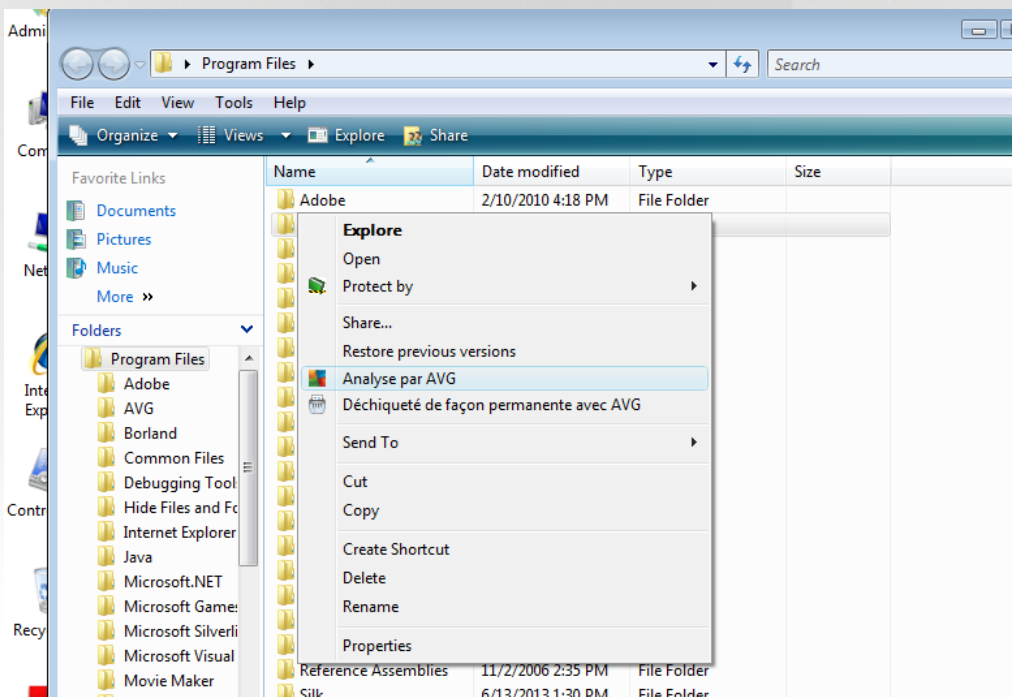 Program Files
Search
File Edit View Tools Help
Organize Views Explore Share
Favorite Links
Documents
Pictures
Music
More »
Folders
Program Files
Adobe
AVG
Borland
Common Files
Debugging Tool
Hide Files and Fo
Internet Explorer
Java
Microsoft.NET
Microsoft Games
Microsoft Silverli
Microsoft Visual
Movie Maker
Name Date modified Type Size
Adobe 2/10/2010 4:18 PM File Folder
Explore
Open
Protect by
Share...
Restore previous versions
Analyse par AVG
Déchiqueté de façon permanente avec AVG
Send To
Cut
Copy
Create Shortcut
Delete
Rename
Properties
Reference Assemblies 11/2/2006 2:35 PM File Folder
Silk 6/13/2013 1:30 PM File Folder
Admi
Com
Net
Inte
Exp
Contr
Recy